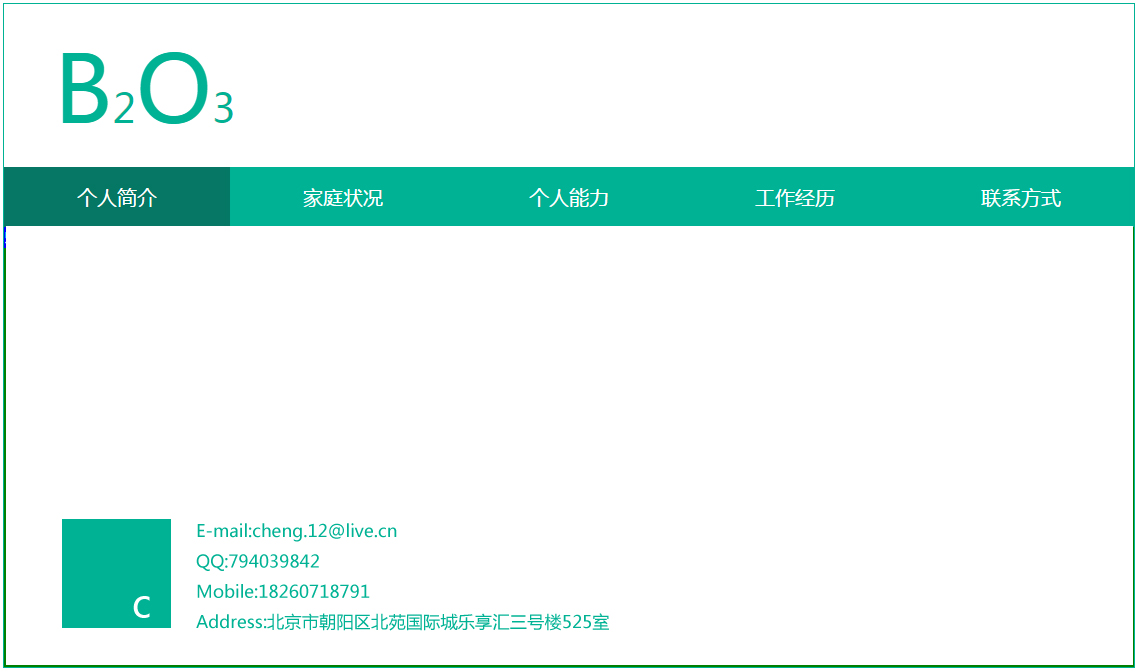 B2O3
个人简介 家庭状况 个人能力 工作经历 联系方式
E-mail:cheng.12@live.cn
QQ:794039842
Mobile:18260718791
Address:北京市朝阳区北苑国际城乐享汇三号楼525室
C